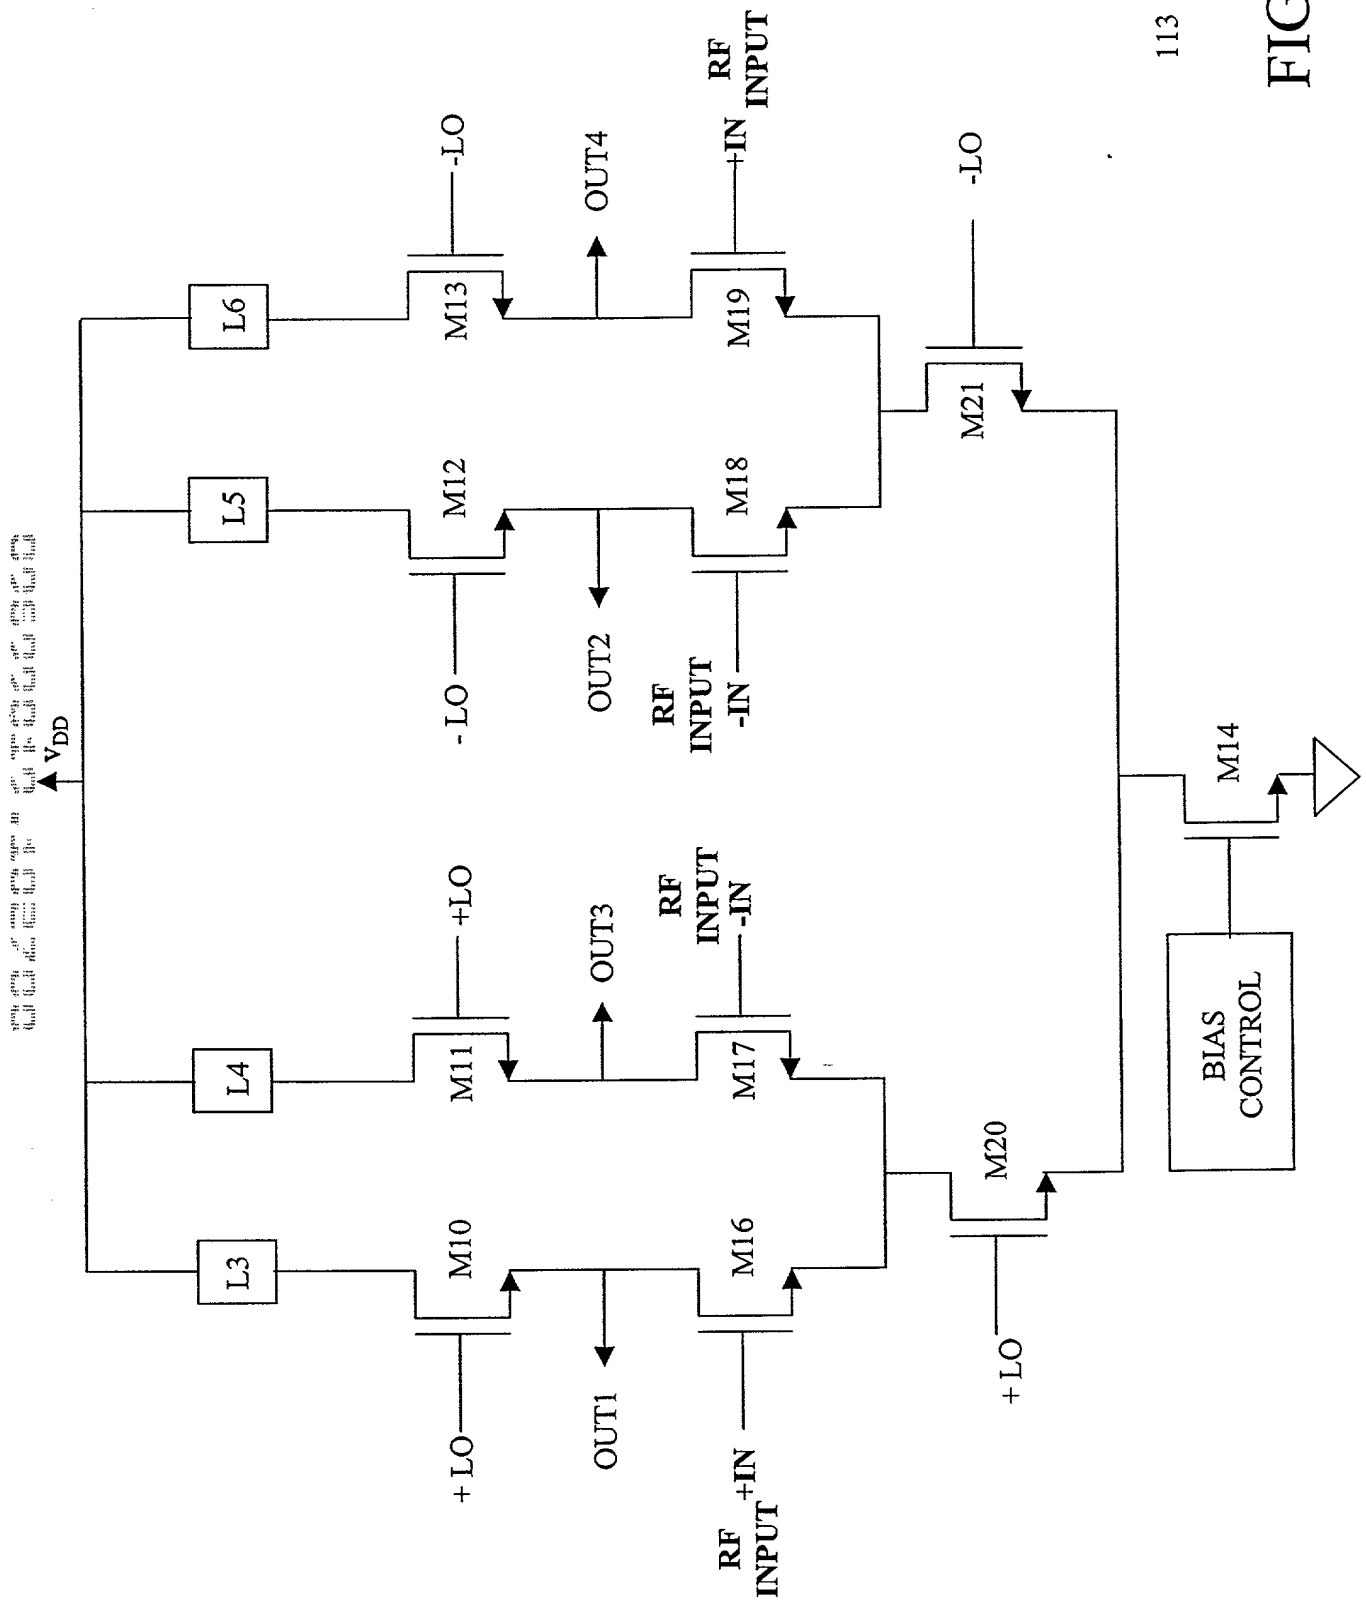 V_DD
L3
L4
L5
L6
+ LO
M10
M11
+LO
- LO
M12
M13
-LO
OUT1
OUT3
OUT2
OUT4
RF
INPUT
+IN
M16
M17
RF
INPUT
-IN
RF
INPUT
-IN
M18
M19
+IN
RF
INPUT
+ LO
M20
M21
-LO
BIAS
CONTROL
M14
113
FIG